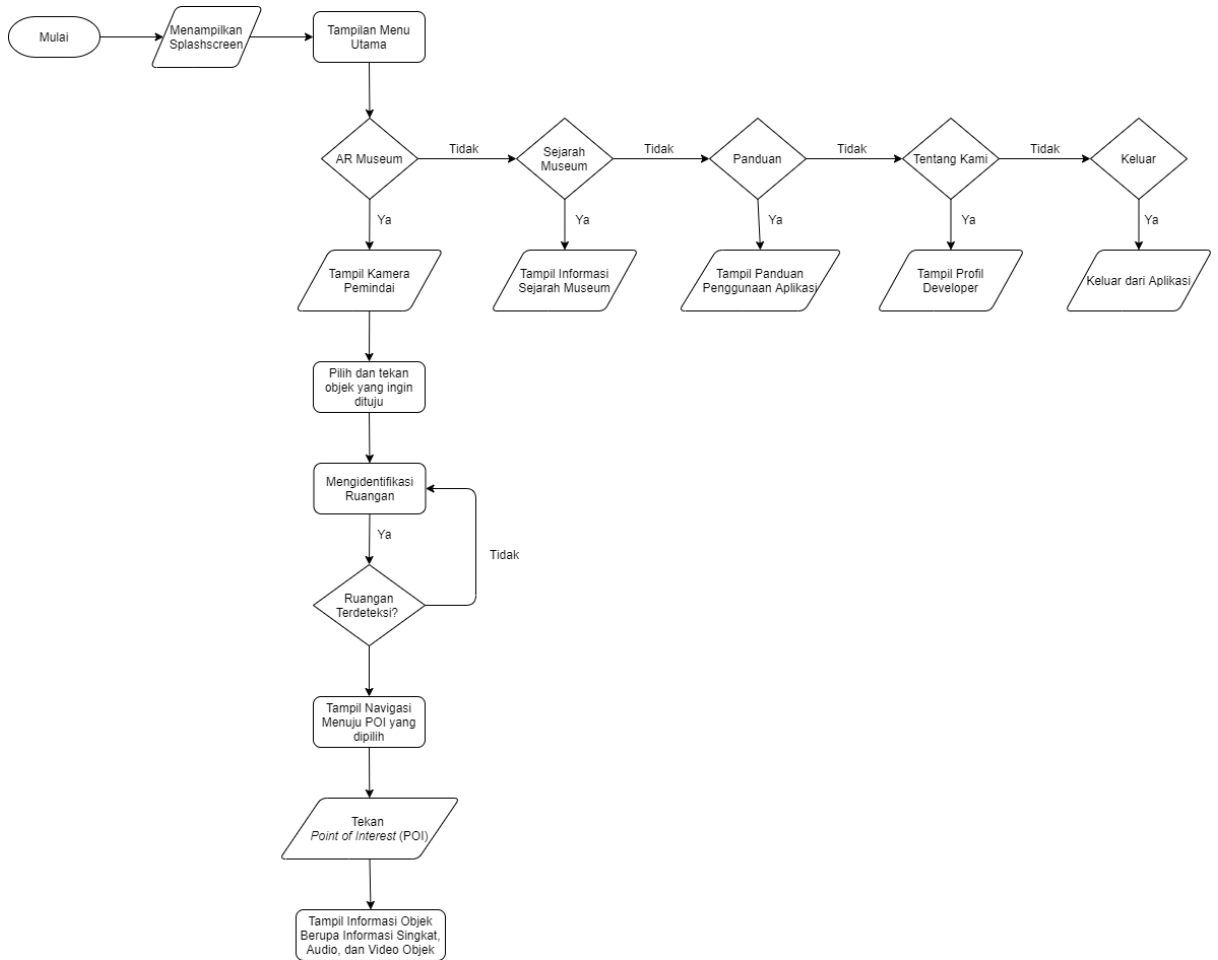 Mulai
Menampilkan
Splashscreen
Tampilan Menu
Utama
AR Museum
Tidak
Sejarah
Museum
Tidak
Panduan
Tidak
Tentang Kami
Tidak
Keluar
Ya
Ya
Ya
Ya
Ya
Tampil Kamera
Pemindai
Tampil Informasi
Sejarah Museum
Tampil Panduan
Penggunaan Aplikasi
Tampil Profil
Developer
Keluar dari Aplikasi
Pilih dan tekan
objek yang ingin
dituju
Mengidentifikasi
Ruangan
Ya
Tidak
Ruangan
Terdeteksi?
Tampil Navigasi
Menuju POI yang
dipilih
Tekan
Point of Interest (POI)
Tampil Informasi Objek
Berupa Informasi Singkat,
Audio, dan Video Objek